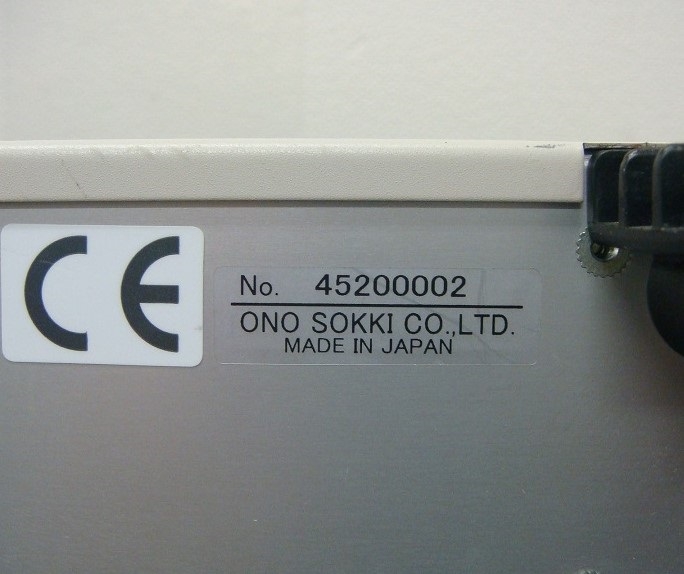 CE
No. 45200002
ONO SOKKI CO.,LTD.
MADE IN JAPAN